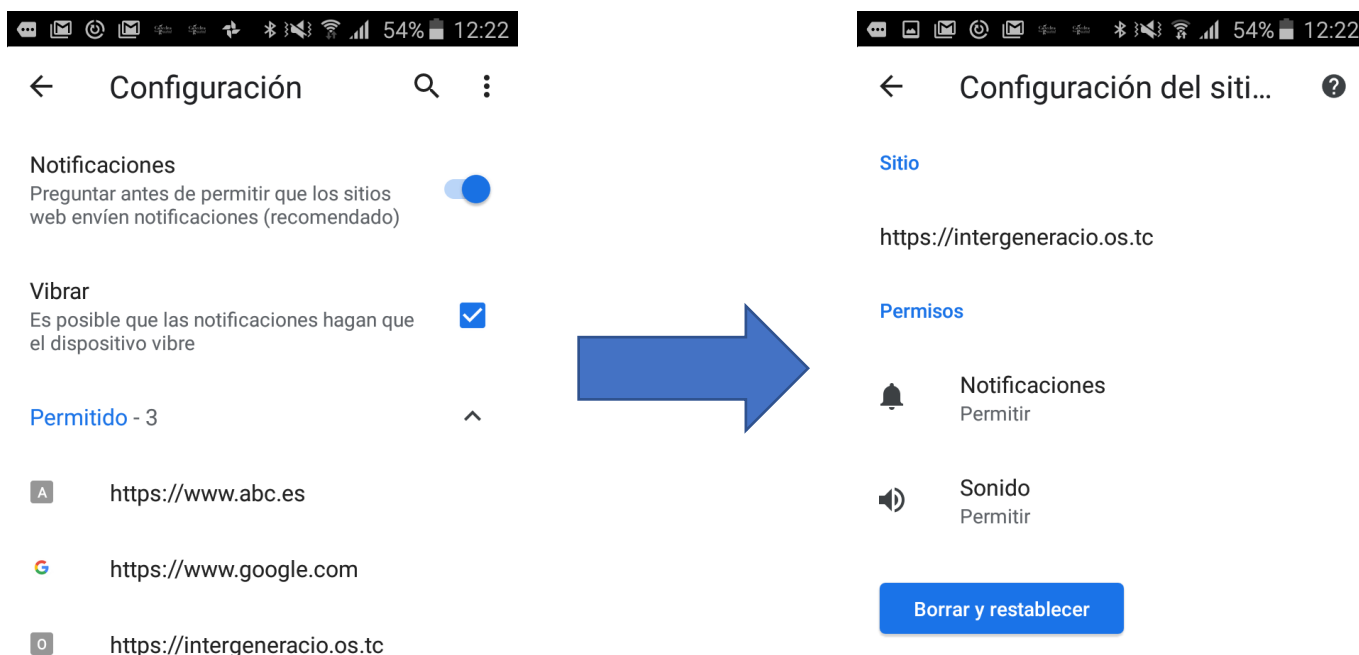 54% 12:22
Configuración
Notificaciones
Preguntar antes de permitir que los sitios
web envíen notificaciones (recomendado)
Vibrar
Es posible que las notificaciones hagan que
el dispositivo vibre
Permitido - 3
A https://www.abc.es
G https://www.google.com
O https://intergeneracio.os.tc
54% 12:22
Configuración del siti...
Sitio
https://intergeneracio.os.tc
Permisos
Notificaciones
Permitir
Sonido
Permitir
Borrar y restablecer